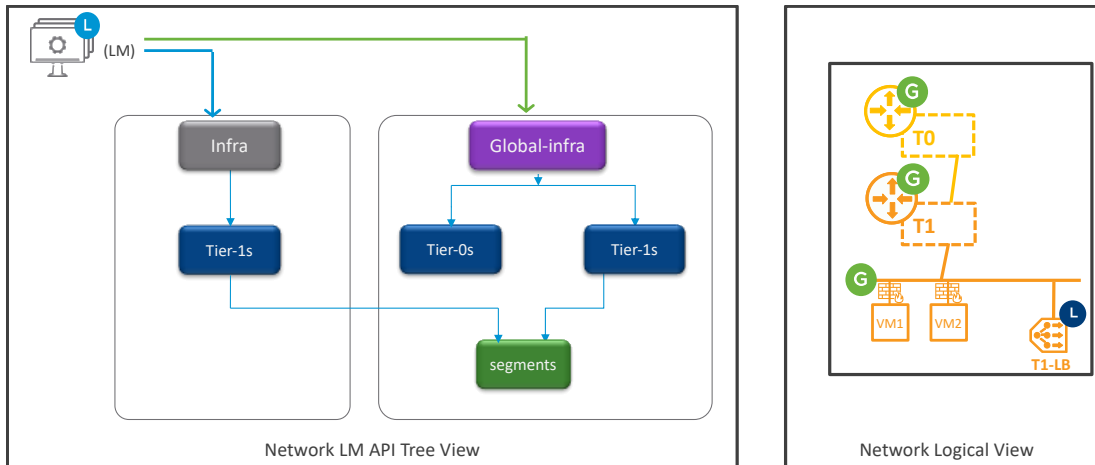 L
(LM)
Infra
Global-infra
Tier-1s
Tier-0s
Tier-1s
segments
Network LM API Tree View
G
T0
G
T1
G
VM1
VM2
L
T1-LB
Network Logical View